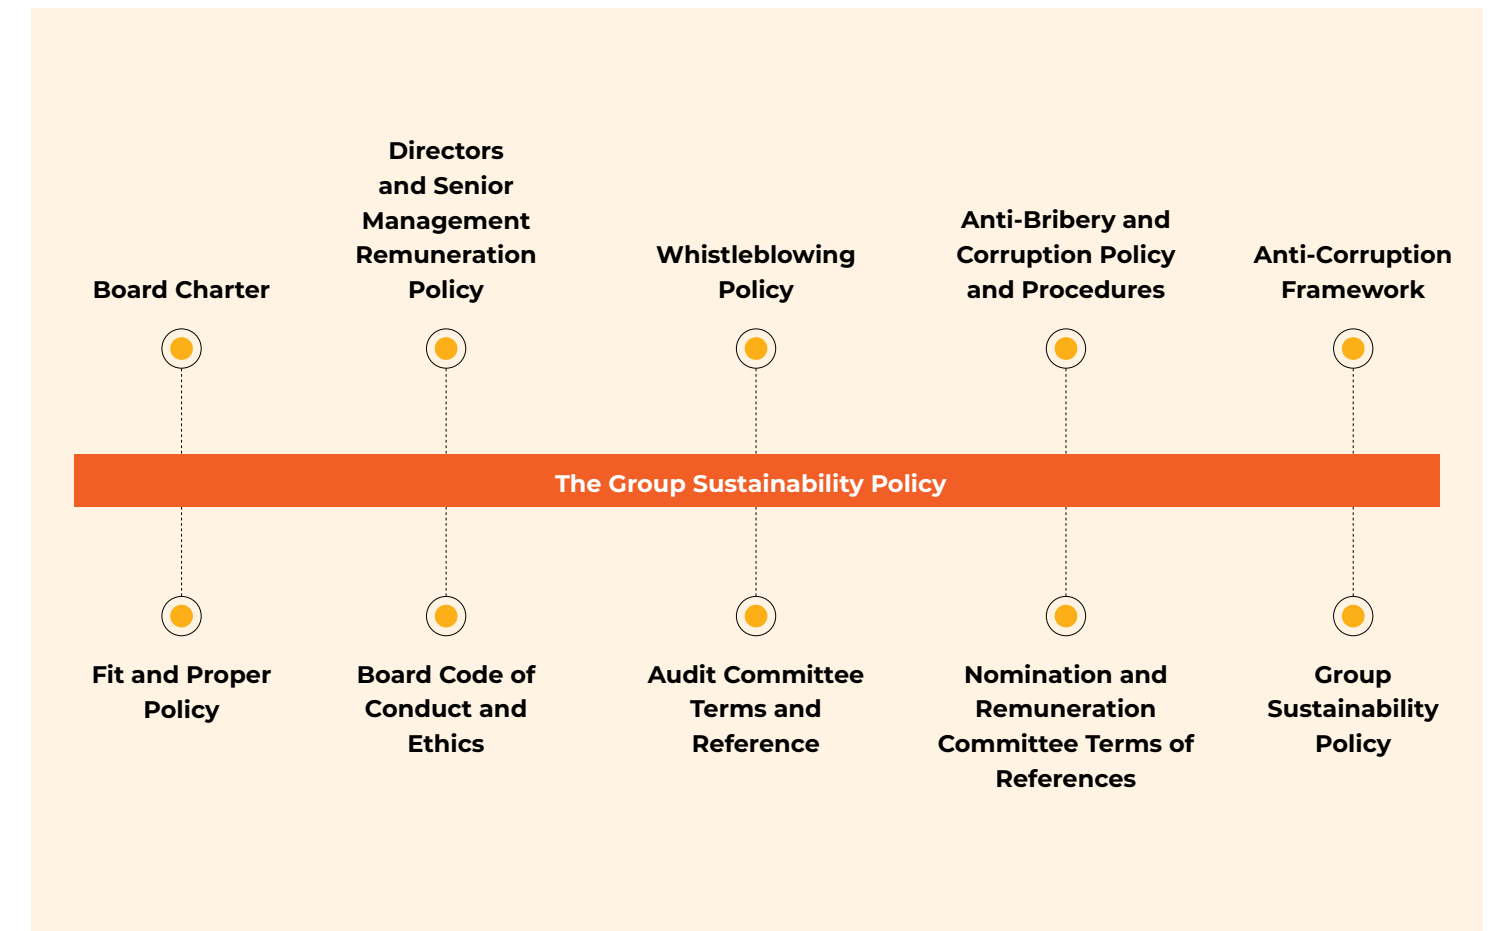 Board Charter
Directors
and Senior
Management
Remuneration
Policy
Whistleblowing
Policy
Anti-Bribery and
Corruption Policy
and Procedures
Anti-Corruption
Framework
The Group Sustainability Policy
Fit and Proper
Policy
Board Code of
Conduct and
Ethics
Audit Committee
Terms and
Reference
Nomination and
Remuneration
Committee Terms of
References
Group
Sustainability
Policy